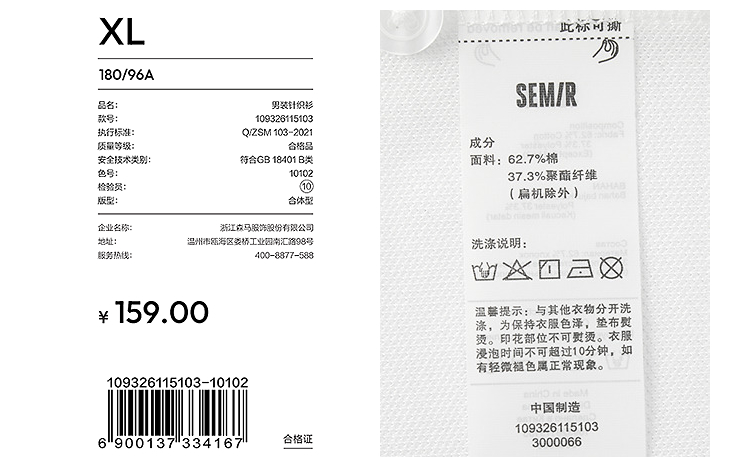 XL
180/96A
品名： 男装针织衫
款号： 109326115103
执行标准： Q/ZSM 103-2021
质量等级： 合格品
安全技术类别： 符合GB 18401 B类
色号： 10102
检验员： 10
版型： 合体型
企业名称： 浙江森马服饰股份有限公司
地址： 温州市瓯海区娄桥工业园南汇路98号
服务热线： 400-8877-588
¥ 159.00
109326115103-10102
6 900137 334167
合格证
此标可撕
SEMIR
成分
面料：62.7%棉
37.3%聚酯纤维
（扁机除外）
洗涤说明：
温馨提示：与其他衣物分开洗
涤，为保持衣服色泽，垫布熨
烫。印花部位不可熨烫。衣服
浸泡时间不可超过10分钟，如
有轻微褪色属正常现象。
中国制造
109326115103
3000066